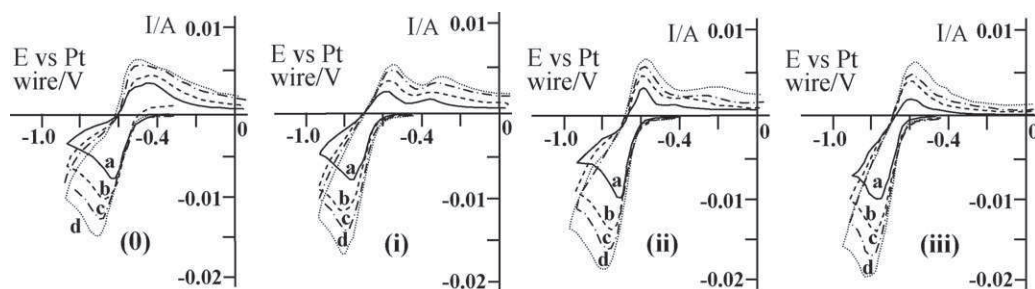 I/A 0.01
E vs Pt
wire/V
-1.0 -0.4 0
a
b
c
d
(0)
-0.01
-0.02
I/A 0.01
E vs Pt
wire/V
-1.0 -0.4 0
a
b
c
d
(i)
-0.01
-0.02
I/A 0.01
E vs Pt
wire/V
-1.0 -0.4 0
a
b
c
d
(ii)
-0.01
-0.02
I/A 0.01
E vs Pt
wire/V
-1.0 -0.4 0
a
b
c
d
(iii)
-0.01
-0.02